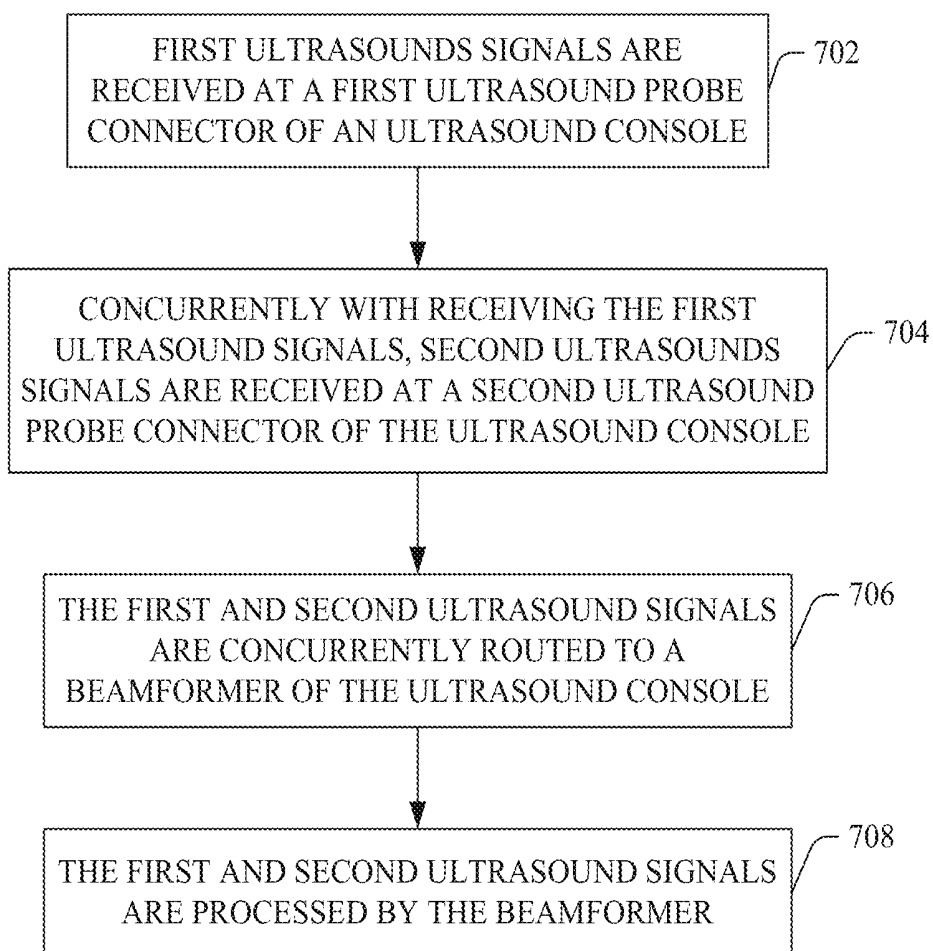 FIRST ULTRASOUNDS SIGNALS ARE
RECEIVED AT A FIRST ULTRASOUND PROBE
CONNECTOR OF AN ULTRASOUND CONSOLE
702
CONCURRENTLY WITH RECEIVING THE FIRST
ULTRASOUND SIGNALS, SECOND ULTRASOUNDS
SIGNALS ARE RECEIVED AT A SECOND ULTRASOUND
PROBE CONNECTOR OF THE ULTRASOUND CONSOLE
704
THE FIRST AND SECOND ULTRASOUND SIGNALS
ARE CONCURRENTLY ROUTED TO A
BEAMFORMER OF THE ULTRASOUND CONSOLE
706
THE FIRST AND SECOND ULTRASOUND SIGNALS
ARE PROCESSED BY THE BEAMFORMER
708